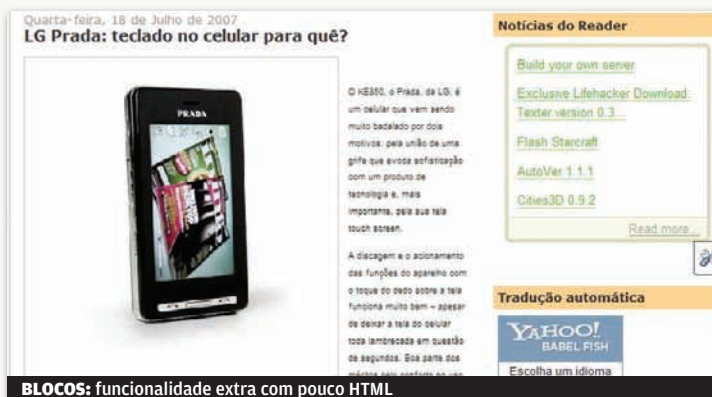 Quarta-feira, 18 de Julho de 2007
LG Prada: teclado no celular para quê?
PRADA
O KE850, o Prada, da LG, é
um celular que vem sendo
muito badalado por dois
motivos: pela união de uma
grife que evoca sofisticação
com um produto de
tecnologia e, mais
importante, pela sua tela
touch screen.
A discagem e o acionamento
das funções do aparelho com
o toque do dedo sobre a tela
funciona muito bem – apesar
de deixar a tela do celular
toda lambrecada em questão
de segundos. Boa parte dos
Notícias do Reader
Build your own server
Exclusive Lifehacker Download:
Texter version 0.3...
Flash Starcraft
AutoVer 1.1.1
Cities3D 0.9.2
Read more...
Tradução automática
YAHOO!
BABEL FISH
Escolha um idioma
BLOCOS: funcionalidade extra com pouco HTML